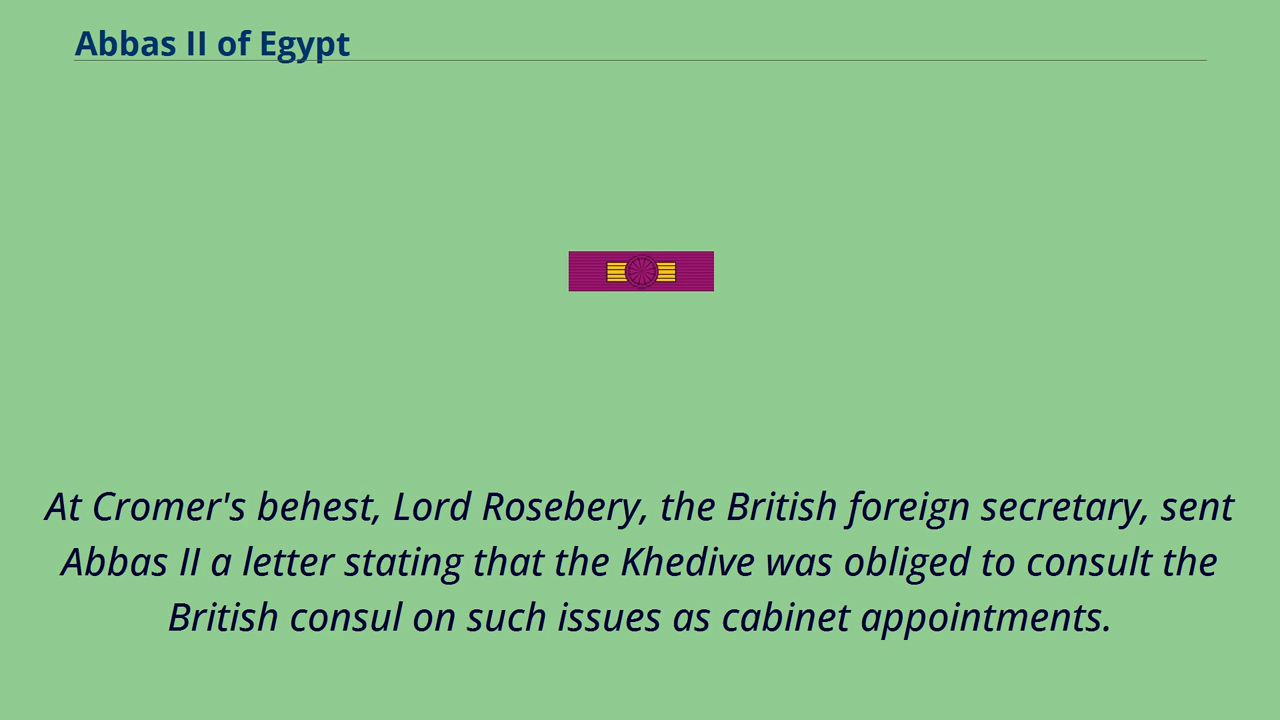 Abbas II of Egypt
At Cromer's behest, Lord Rosebery, the British foreign secretary, sent
Abbas II a letter stating that the Khedive was obliged to consult the
British consul on such issues as cabinet appointments.